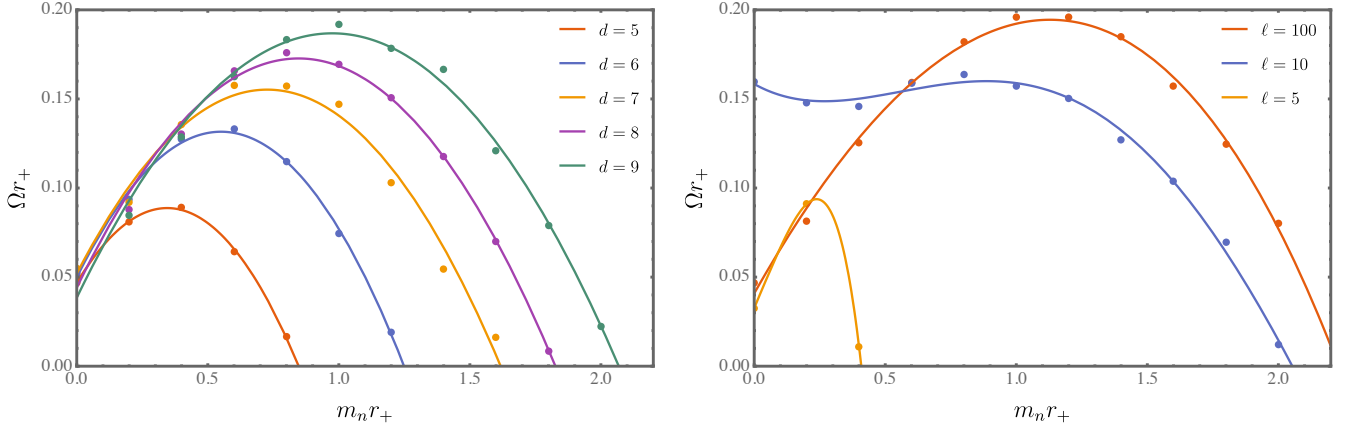 0.20
0.15
0.10
0.05
0.00
0.0
0.5
1.0
1.5
2.0
Ωr₊
mₙr₊
d = 5
d = 6
d = 7
d = 8
d = 9
0.20
0.15
0.10
0.05
0.00
0.0
0.5
1.0
1.5
2.0
Ωr₊
mₙr₊
ℓ = 100
ℓ = 10
ℓ = 5